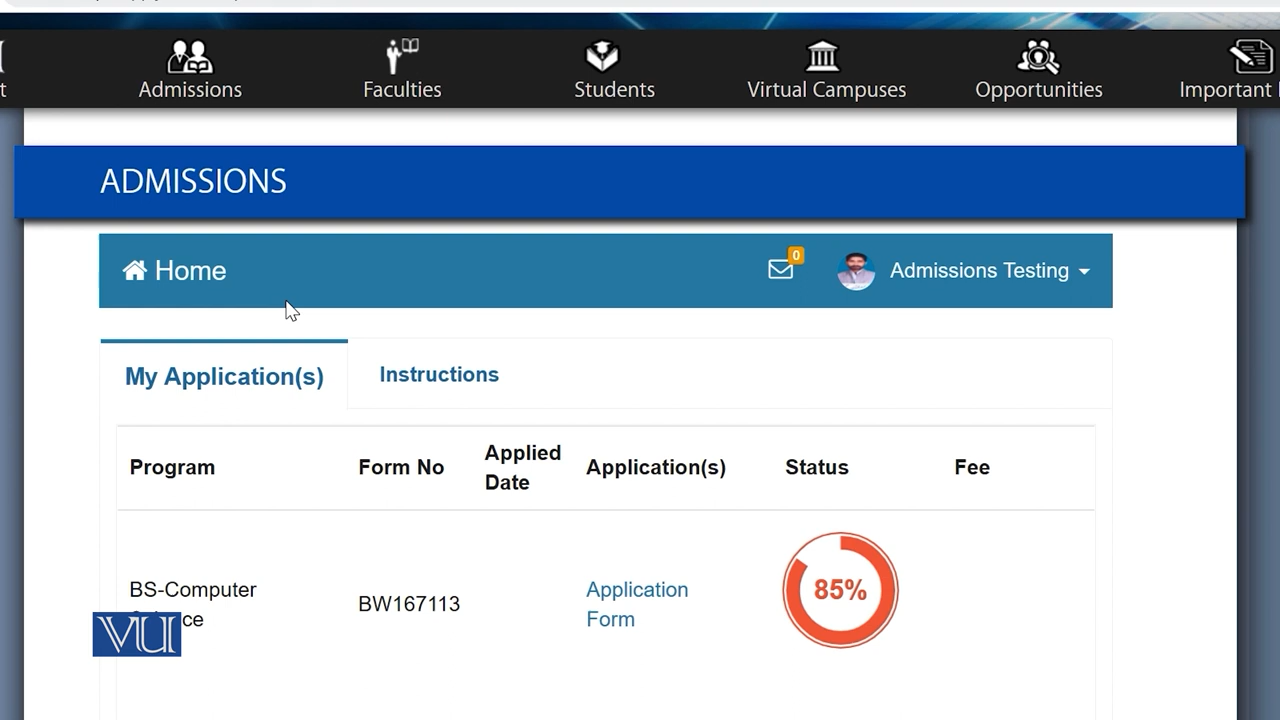 Admissions
Faculties
Students
Virtual Campuses
Opportunities
Important
ADMISSIONS
Home
0
Admissions Testing
My Application(s)
Instructions
Program
Form No
Applied
Date
Application(s)
Status
Fee
BS-Computer
ce
BW167113
Application
Form
85%
VU